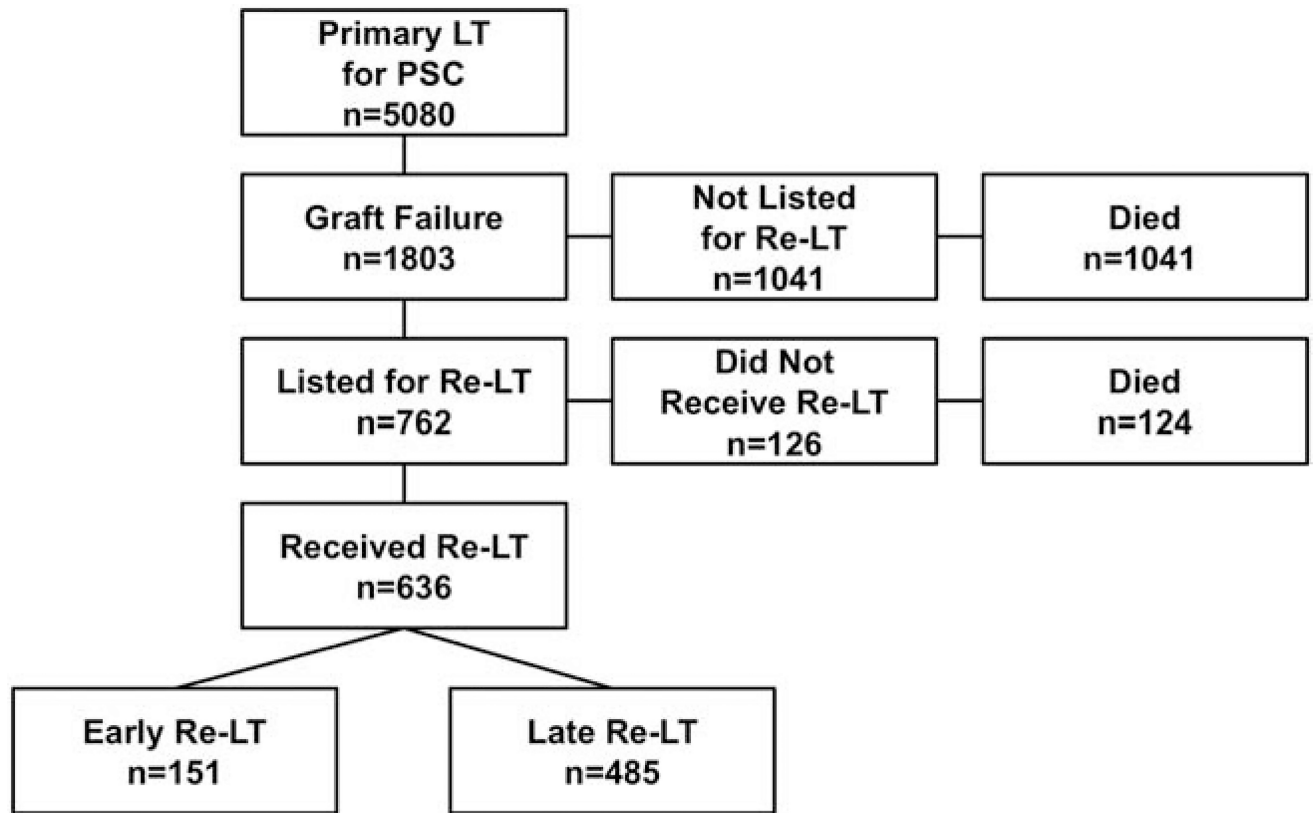 Primary LT
for PSC
n=5080
Graft Failure
n=1803
Not Listed
for Re-LT
n=1041
Died
n=1041
Listed for Re-LT
n=762
Did Not
Receive Re-LT
n=126
Died
n=124
Received Re-LT
n=636
Early Re-LT
n=151
Late Re-LT
n=485